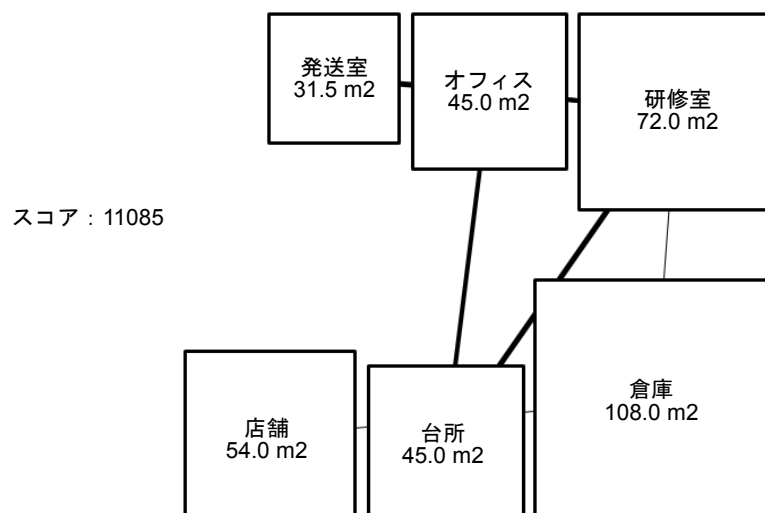 発送室
31.5 m2
オフィス
45.0 m2
研修室
72.0 m2
スコア : 11085
店舗
54.0 m2
台所
45.0 m2
倉庫
108.0 m2